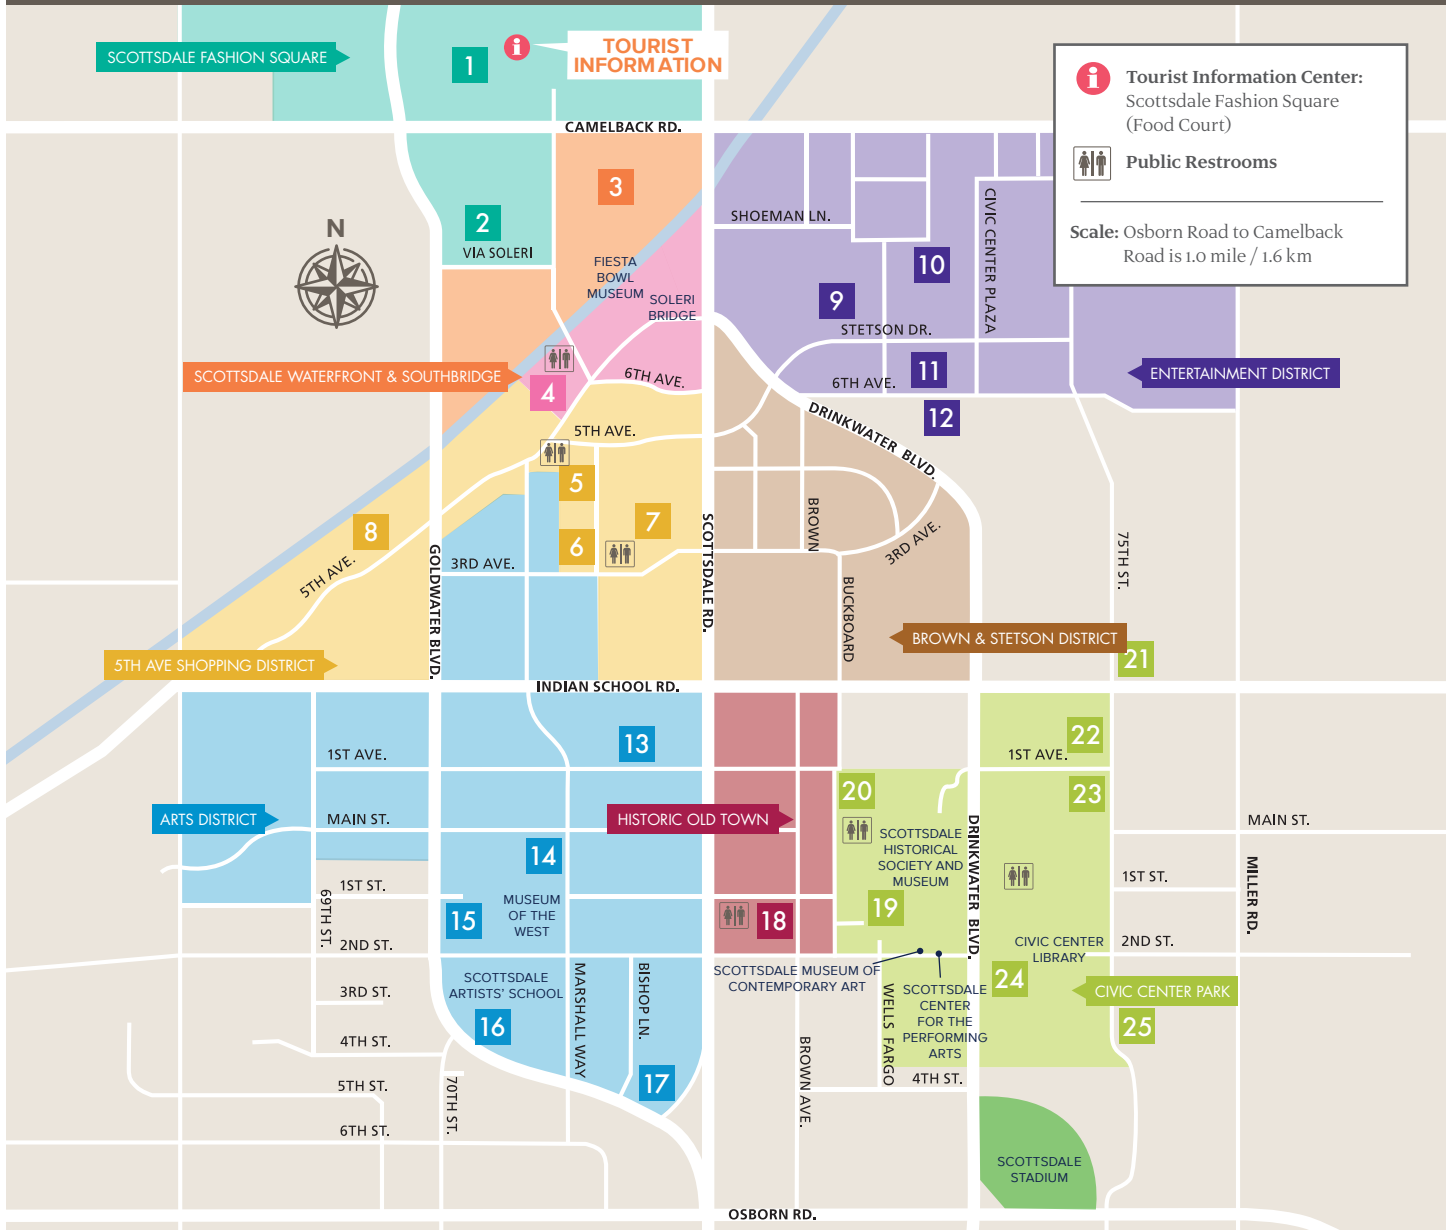 SCOTTSDALE FASHION SQUARE
1
i
TOURIST
INFORMATION
i
Tourist Information Center:
Scottsdale Fashion Square
(Food Court)
Public Restrooms
Scale: Osborn Road to Camelback
Road is 1.0 mile / 1.6 km
CAMELBACK RD.
3
2
VIA SOLERI
N
SHOEMAN LN.
CIVIC CENTER PLAZA
10
9
FIESTA
BOWL
MUSEUM
SOLERI
BRIDGE
STETSON DR.
SCOTTSDALE WATERFRONT & SOUTHBRIDGE
4
6TH AVE.
6TH AVE.
11
ENTERTAINMENT DISTRICT
12
DRINKWATER BLVD.
5TH AVE.
5
8
7
6
5TH AVE.
GOLDWATER BLVD.
3RD AVE.
SCOTTSDALE RD.
BROWN
3RD AVE.
75TH ST.
BUCKBOARD
BROWN & STETSON DISTRICT
21
5TH AVE SHOPPING DISTRICT
INDIAN SCHOOL RD.
13
22
1ST AVE.
1ST AVE.
20
23
ARTS DISTRICT
MAIN ST.
HISTORIC OLD TOWN
DRINKWATER BLVD.
MAIN ST.
SCOTTSDALE
HISTORICAL
SOCIETY AND
MUSEUM
14
MILLER RD.
1ST ST.
1ST ST.
69TH ST.
MUSEUM
OF THE
WEST
15
18
19
2ND ST.
CIVIC CENTER
LIBRARY
2ND ST.
SCOTTSDALE MUSEUM OF
CONTEMPORARY ART
24
SCOTTSDALE
ARTISTS' SCHOOL
3RD ST.
MARSHALL WAY
BISHOP LN.
WELLS FARGO
SCOTTSDALE
CENTER
FOR THE
PERFORMING
ARTS
CIVIC CENTER PARK
25
16
4TH ST.
BROWN AVE.
17
5TH ST.
70TH ST.
4TH ST.
6TH ST.
SCOTTSDALE
STADIUM
OSBORN RD.